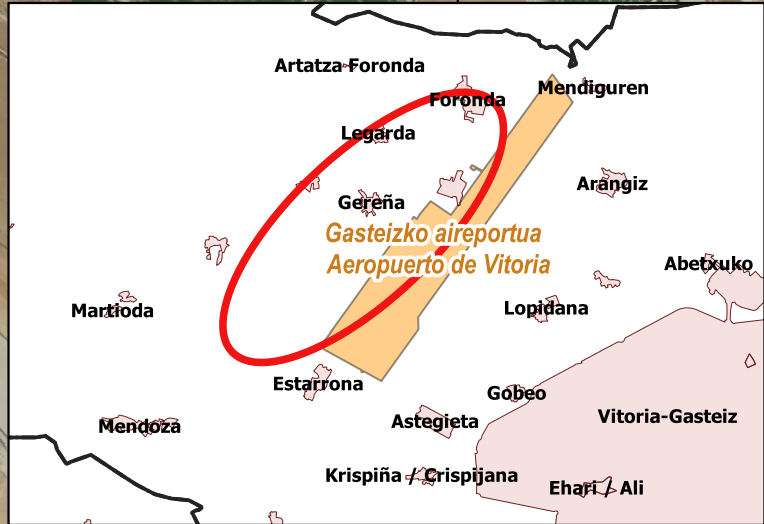 Artatza-Foronda
Mendiguren
Foronda
Legarda
Arangiz
Gereña
Gasteizko aireportua
Aeropuerto de Vitoria
Abetxuko
Martioda
Lopidana
Estarrona
Gobeo
Mendoza
Astegieta
Vitoria-Gasteiz
Krispiña / Crispijana
Ehari / Ali